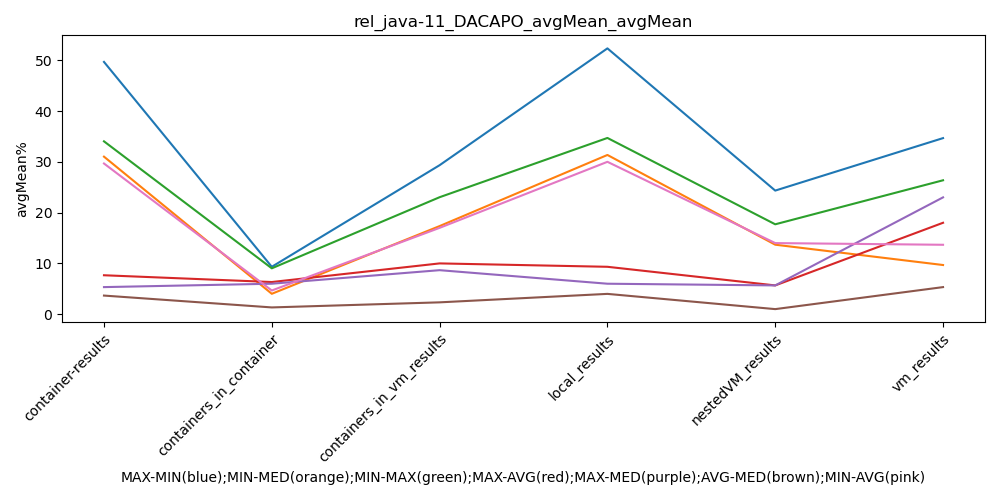 rel_java-11_DACAPO_avgMean_avgMean
avgMean%
50
40
30
20
10
0
container-results
containers_in_container
containers_in_vm_results
local_results
nestedVM_results
vm_results
MAX-MIN(blue);MIN-MED(orange);MIN-MAX(green);MAX-AVG(red);MAX-MED(purple);AVG-MED(brown);MIN-AVG(pink)